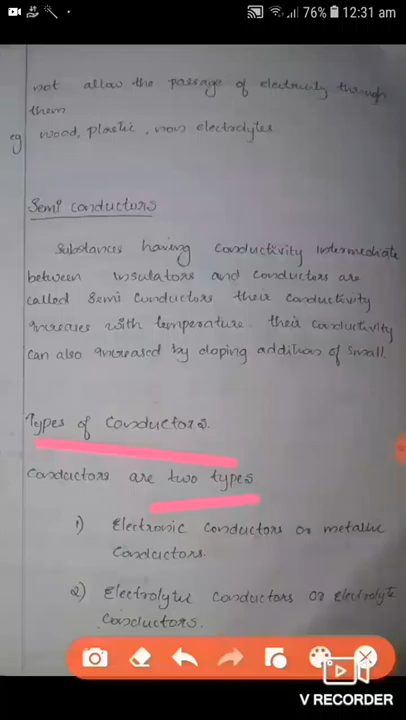 76% 12:31 am
not allow the passage of electricity through
them
eg wood, plastic, non electrolytes
Semi conductors
Substances having conductivity intermediate
between insulators and conductors are
called Semi Conductors their conductivity
increases with temperature. their conductivity
can also increased by doping addition of small.
Types of conductors.
Conductors are two types
1) Electronic conductors or metallic
Conductors.
2) Electrolytic conductors or Electrolyte
Conductors.
V RECORDER